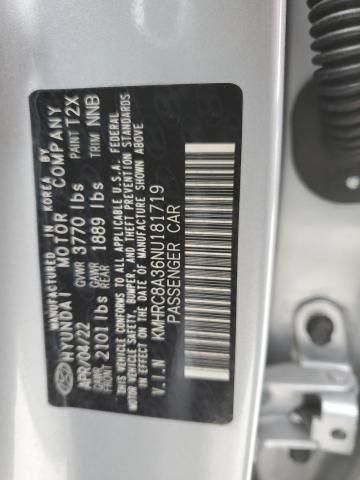 MANUFACTURED IN KOREA BY
HYUNDAI MOTOR COMPANY
APR/04/22 GVWR 3770 lbs PAINT T2X
GAWR FRONT 2101 lbs GAWR REAR 1889 lbs TRIM NNB
THIS VEHICLE CONFORMS TO ALL APPLICABLE U.S.A. FEDERAL
MOTOR VEHICLE SAFETY, BUMPER, AND THEFT PREVENTION STANDARDS
IN EFFECT ON THE DATE OF MANUFACTURE SHOWN ABOVE
V.I.N KMHRC8A36NU181719
PASSENGER CAR